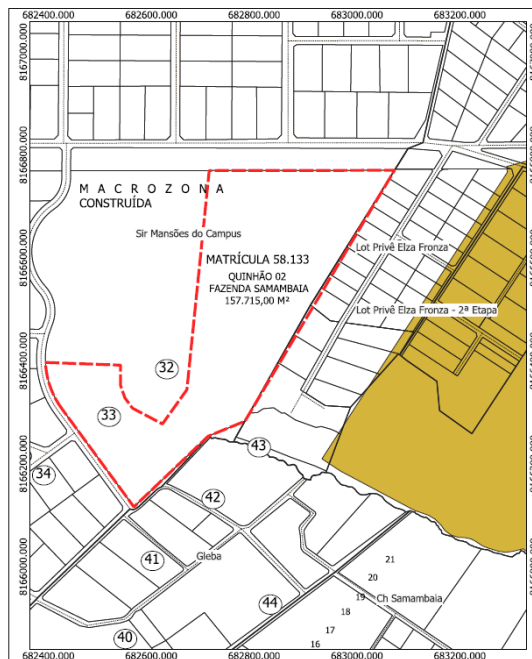 682400.000 682600.000 682800.000 683000.000 683200.000
8167000.000
8166800.000
M A C R O Z O N A
CONSTRUÍDA
Sir Mansões do Campus
MATRÍCULA 58.133
QUINHÃO 02
FAZENDA SAMAMBAIA
157.715,00 M²
Lot Privê Elza Fronza
8166600.000
Lot Privê Elza Fronza - 2ª Etapa
8166400.000
32
33
43
34
8166200.000
42
41
Gleba
21
20
19
Ch Samambaia
18
17
16
8166000.000
44
40
682400.000 682600.000 682800.000 683000.000 683200.000